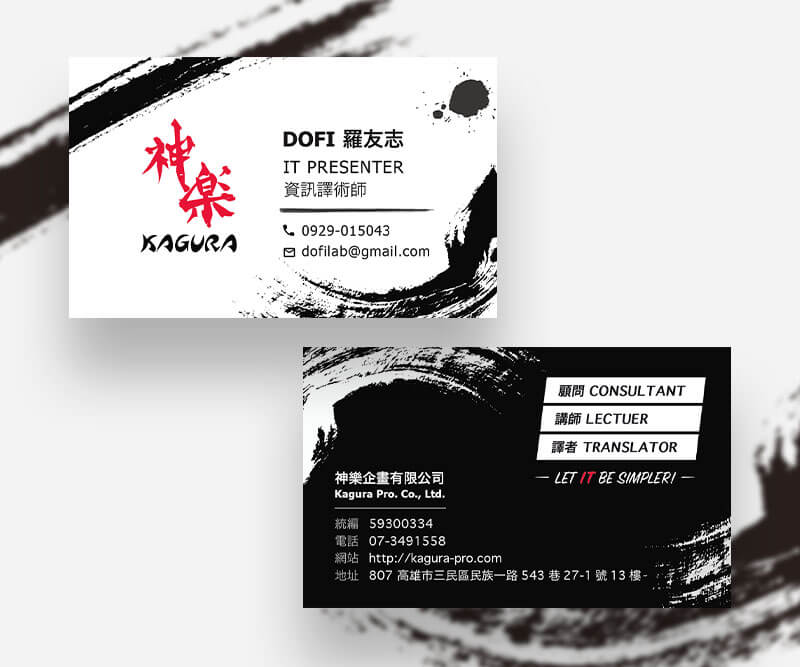 神楽
KAGURA
DOFI 羅友志
IT PRESENTER
資訊譯術師
0929-015043
dofilab@gmail.com
顧問 CONSULTANT
講師 LECTUER
譯者 TRANSLATOR
LET IT BE SIMPLER!
神樂企畫有限公司
Kagura Pro. Co., Ltd.
統編 59300334
電話 07-3491558
網站 http://kagura-pro.com
地址 807 高雄市三民區民族一路 543 巷 27-1 號 13 樓